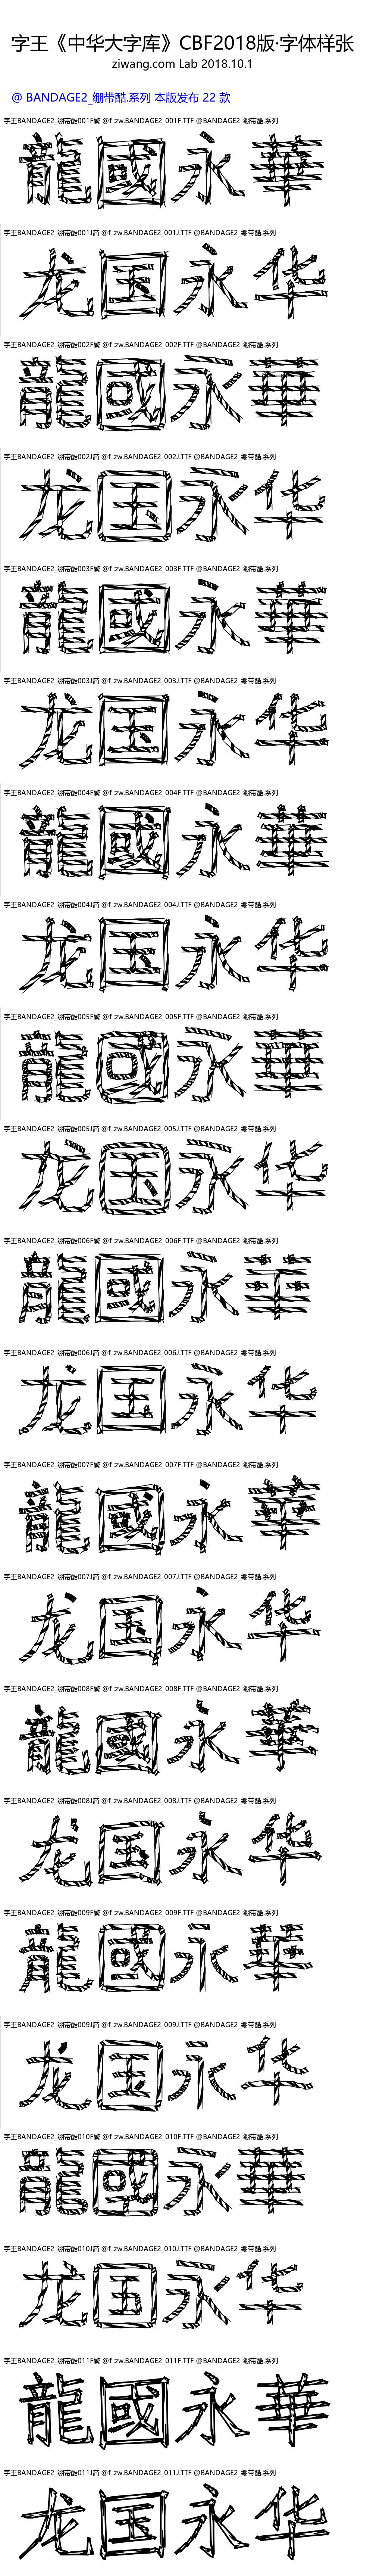 字王《中华大字库》CBF2018版·字体样张
ziwang.com Lab 2018.10.1
@ BANDAGE2_绷带酷.系列 本版发布 22 款
字王BANDAGE2_绷带酷001F繁 @f:zw.BANDAGE2_001F.TTF @BANDAGE2_绷带酷.系列
龍國永華
字王BANDAGE2_绷带酷001J简 @f:zw.BANDAGE2_001J.TTF @BANDAGE2_绷带酷.系列
龙国永华
字王BANDAGE2_绷带酷002F繁 @f:zw.BANDAGE2_002F.TTF @BANDAGE2_绷带酷.系列
龍國永華
字王BANDAGE2_绷带酷002J简 @f:zw.BANDAGE2_002J.TTF @BANDAGE2_绷带酷.系列
龙国永华
字王BANDAGE2_绷带酷003F繁 @f:zw.BANDAGE2_003F.TTF @BANDAGE2_绷带酷.系列
龍國永華
字王BANDAGE2_绷带酷003J简 @f:zw.BANDAGE2_003J.TTF @BANDAGE2_绷带酷.系列
龙国永华
字王BANDAGE2_绷带酷004F繁 @f:zw.BANDAGE2_004F.TTF @BANDAGE2_绷带酷.系列
龍國永華
字王BANDAGE2_绷带酷004J简 @f:zw.BANDAGE2_004J.TTF @BANDAGE2_绷带酷.系列
龙国永华
字王BANDAGE2_绷带酷005F繁 @f:zw.BANDAGE2_005F.TTF @BANDAGE2_绷带酷.系列
龍國永華
字王BANDAGE2_绷带酷005J简 @f:zw.BANDAGE2_005J.TTF @BANDAGE2_绷带酷.系列
龙国永华
字王BANDAGE2_绷带酷006F繁 @f:zw.BANDAGE2_006F.TTF @BANDAGE2_绷带酷.系列
龍國永華
字王BANDAGE2_绷带酷006J简 @f:zw.BANDAGE2_006J.TTF @BANDAGE2_绷带酷.系列
龙国永华
字王BANDAGE2_绷带酷007F繁 @f:zw.BANDAGE2_007F.TTF @BANDAGE2_绷带酷.系列
龍國永華
字王BANDAGE2_绷带酷007J简 @f:zw.BANDAGE2_007J.TTF @BANDAGE2_绷带酷.系列
龙国永华
字王BANDAGE2_绷带酷008F繁 @f:zw.BANDAGE2_008F.TTF @BANDAGE2_绷带酷.系列
龍國永華
字王BANDAGE2_绷带酷008J简 @f:zw.BANDAGE2_008J.TTF @BANDAGE2_绷带酷.系列
龙国永华
字王BANDAGE2_绷带酷009F繁 @f:zw.BANDAGE2_009F.TTF @BANDAGE2_绷带酷.系列
龍國永華
字王BANDAGE2_绷带酷009J简 @f:zw.BANDAGE2_009J.TTF @BANDAGE2_绷带酷.系列
龙国永华
字王BANDAGE2_绷带酷010F繁 @f:zw.BANDAGE2_010F.TTF @BANDAGE2_绷带酷.系列
龍國永華
字王BANDAGE2_绷带酷010J简 @f:zw.BANDAGE2_010J.TTF @BANDAGE2_绷带酷.系列
龙国永华
字王BANDAGE2_绷带酷011F繁 @f:zw.BANDAGE2_011F.TTF @BANDAGE2_绷带酷.系列
龍國永華
字王BANDAGE2_绷带酷011J简 @f:zw.BANDAGE2_011J.TTF @BANDAGE2_绷带酷.系列
龙国永华